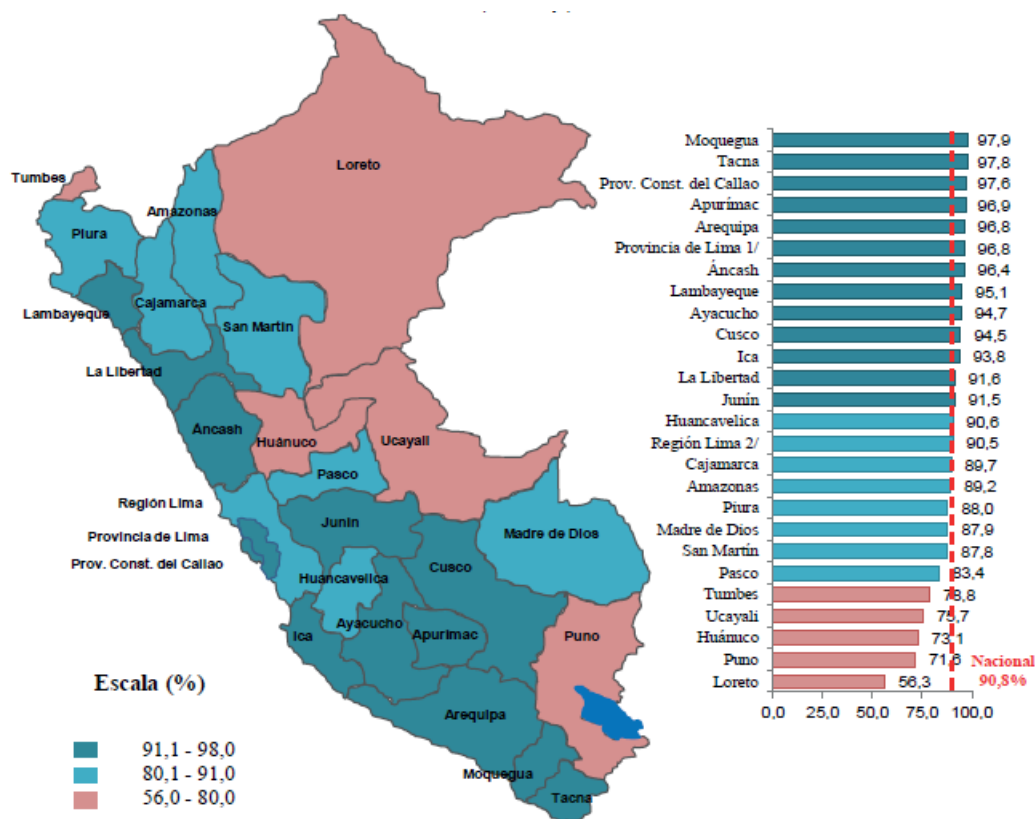 Loreto
Tumbes
Amazonas
Piura
Cajamarca
Lambayeque
San Martín
La Libertad
Áncash
Huánuco
Ucayali
Pasco
Región Lima
Junín
Provincia de Lima
Madre de Dios
Prov. Const. del Callao
Cusco
Huancavelica
Ica
Ayacucho
Apurímac
Puno
Arequipa
Moquegua
Tacna
Escala (%)
91,1 - 98,0
80,1 - 91,0
56,0 - 80,0
Moquegua 97,9
Tacna 97,8
Prov. Const. del Callao 97,6
Apurímac 96,9
Arequipa 96,8
Provincia de Lima 1/ 96,8
Áncash 96,4
Lambayeque 95,1
Ayacucho 94,7
Cusco 94,5
Ica 93,8
La Libertad 91,6
Junín 91,5
Huancavelica 90,6
Región Lima 2/ 90,5
Cajamarca 89,7
Amazonas 89,2
Piura 88,0
Madre de Dios 87,9
San Martín 87,8
Pasco 83,4
Tumbes 78,8
Ucayali 75,7
Huánuco 73,1
Puno 71,6
Loreto 56,3
Nacional
90,8%
0,0 25,0 50,0 75,0 100,0